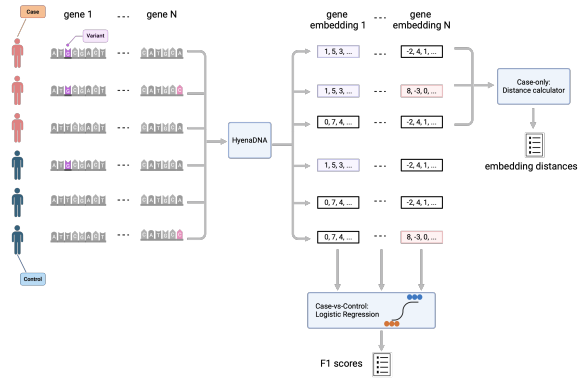 Case
gene 1 ... gene N
gene embedding 1 ... gene embedding N
Variant
1, 5, 3, ... -2, 4, 1, ...
1, 5, 3, ... 8, -3, 0, ...
0, 7, 4, ... -2, 4, 1, ...
1, 5, 3, ... -2, 4, 1, ...
0, 7, 4, ... -2, 4, 1, ...
0, 7, 4, ... 8, -3, 0, ...
HyenaDNA
Case-only:
Distance calculator
embedding distances
Control
Case-vs-Control:
Logistic Regression
F1 scores